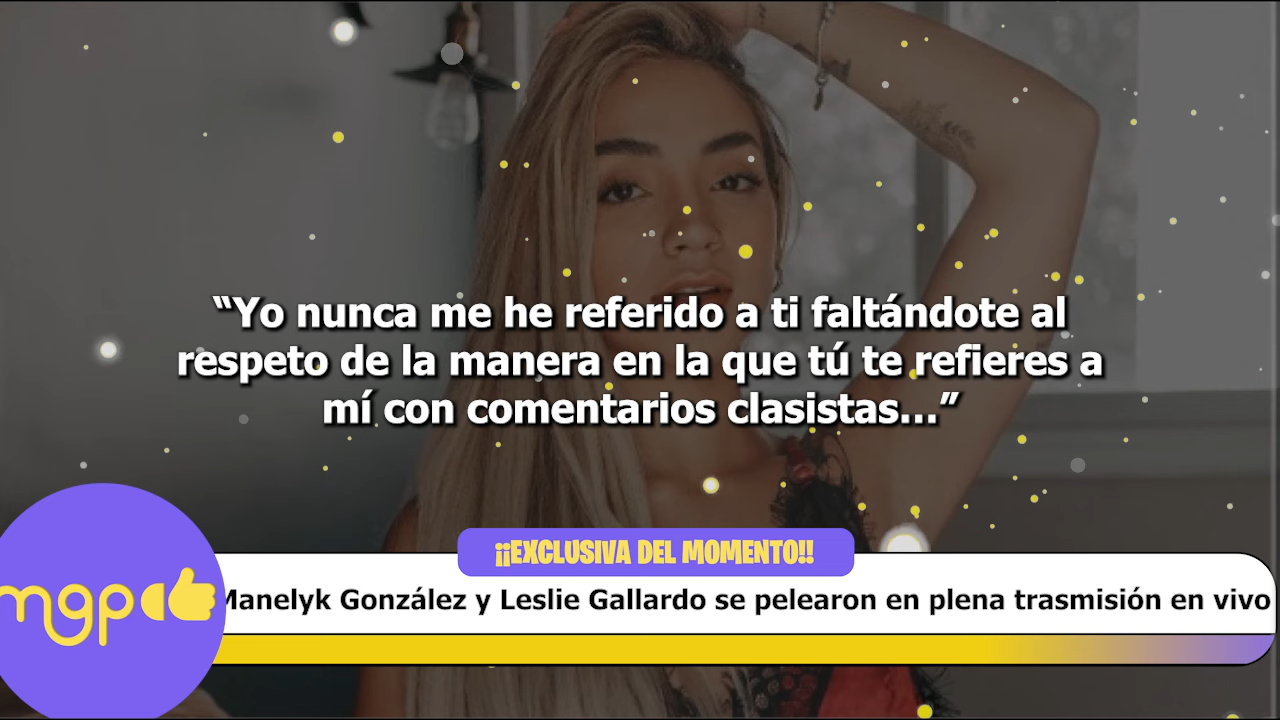 “Yo nunca me he referido a ti faltándote al
respeto de la manera en la que tú te refieres a
mí con comentarios clasistas...”
¡¡EXCLUSIVA DEL MOMENTO!!
Manelyk González y Leslie Gallardo se pelearon en plena trasmisión en vivo
mgp